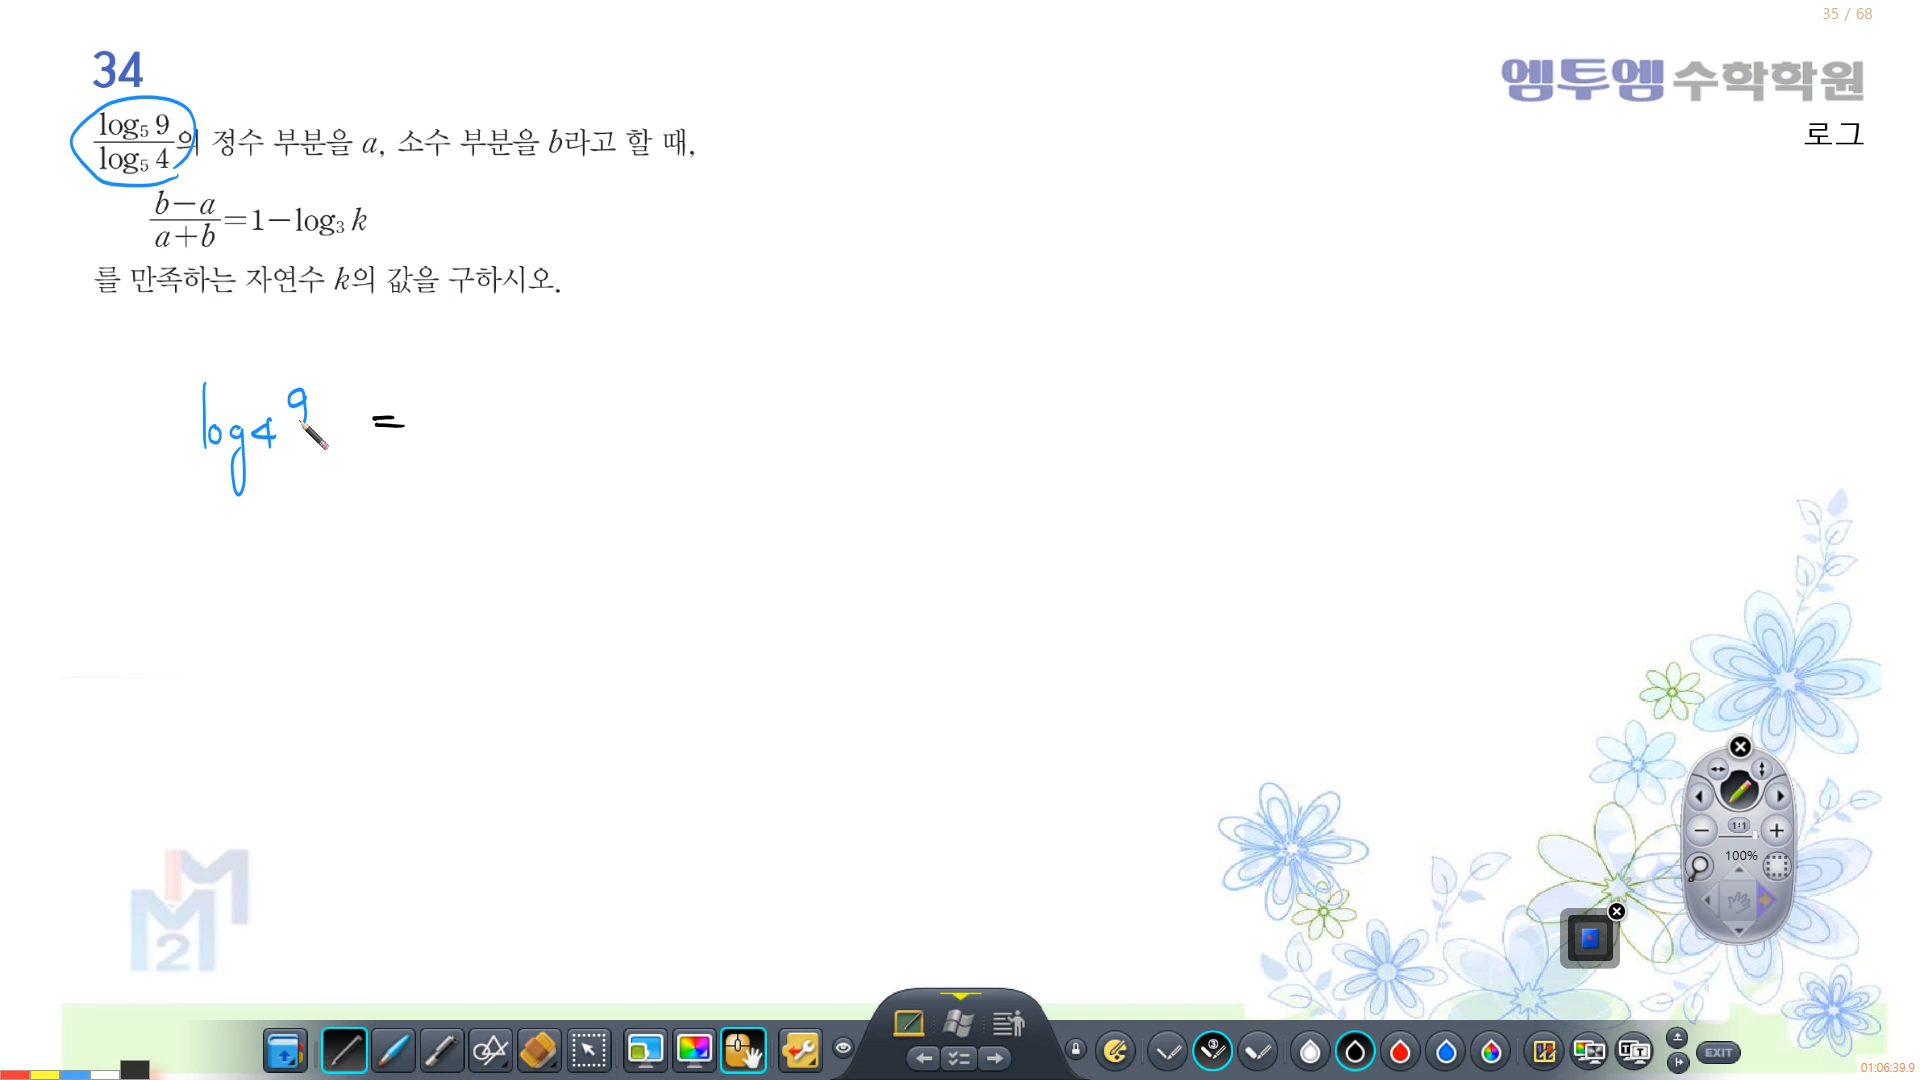 35 / 68
34
엠투엠수학학원
로그
log₅ 9 / log₅ 4 의 정수 부분을 a, 소수 부분을 b라고 할 때,
(b−a)/(a+b)=1−log₃ k
를 만족하는 자연수 k의 값을 구하시오.
log₄ 9 =
1:1
100%
M
M
2
EXIT
01:06:39.9